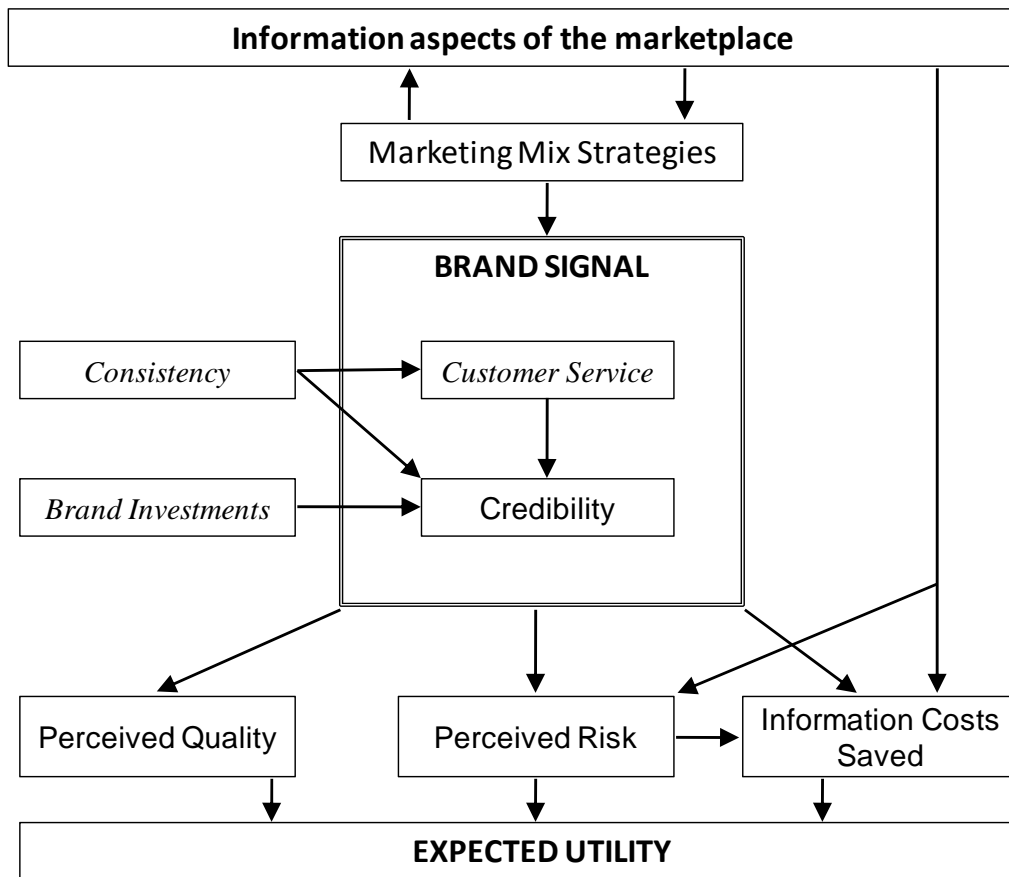 Information aspects of the marketplace
Marketing Mix Strategies
BRAND SIGNAL
Consistency
Customer Service
Brand Investments
Credibility
Perceived Quality
Perceived Risk
Information Costs
Saved
EXPECTED UTILITY